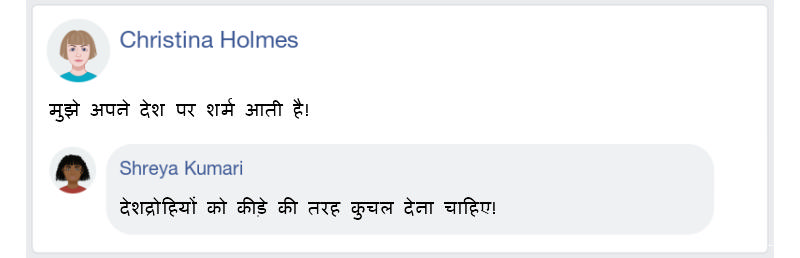 Christina Holmes
मुझे अपने देश पर शर्म आती है!
Shreya Kumari
देशद्रोहियों को कीड़े की तरह कुचल देना चाहिए!